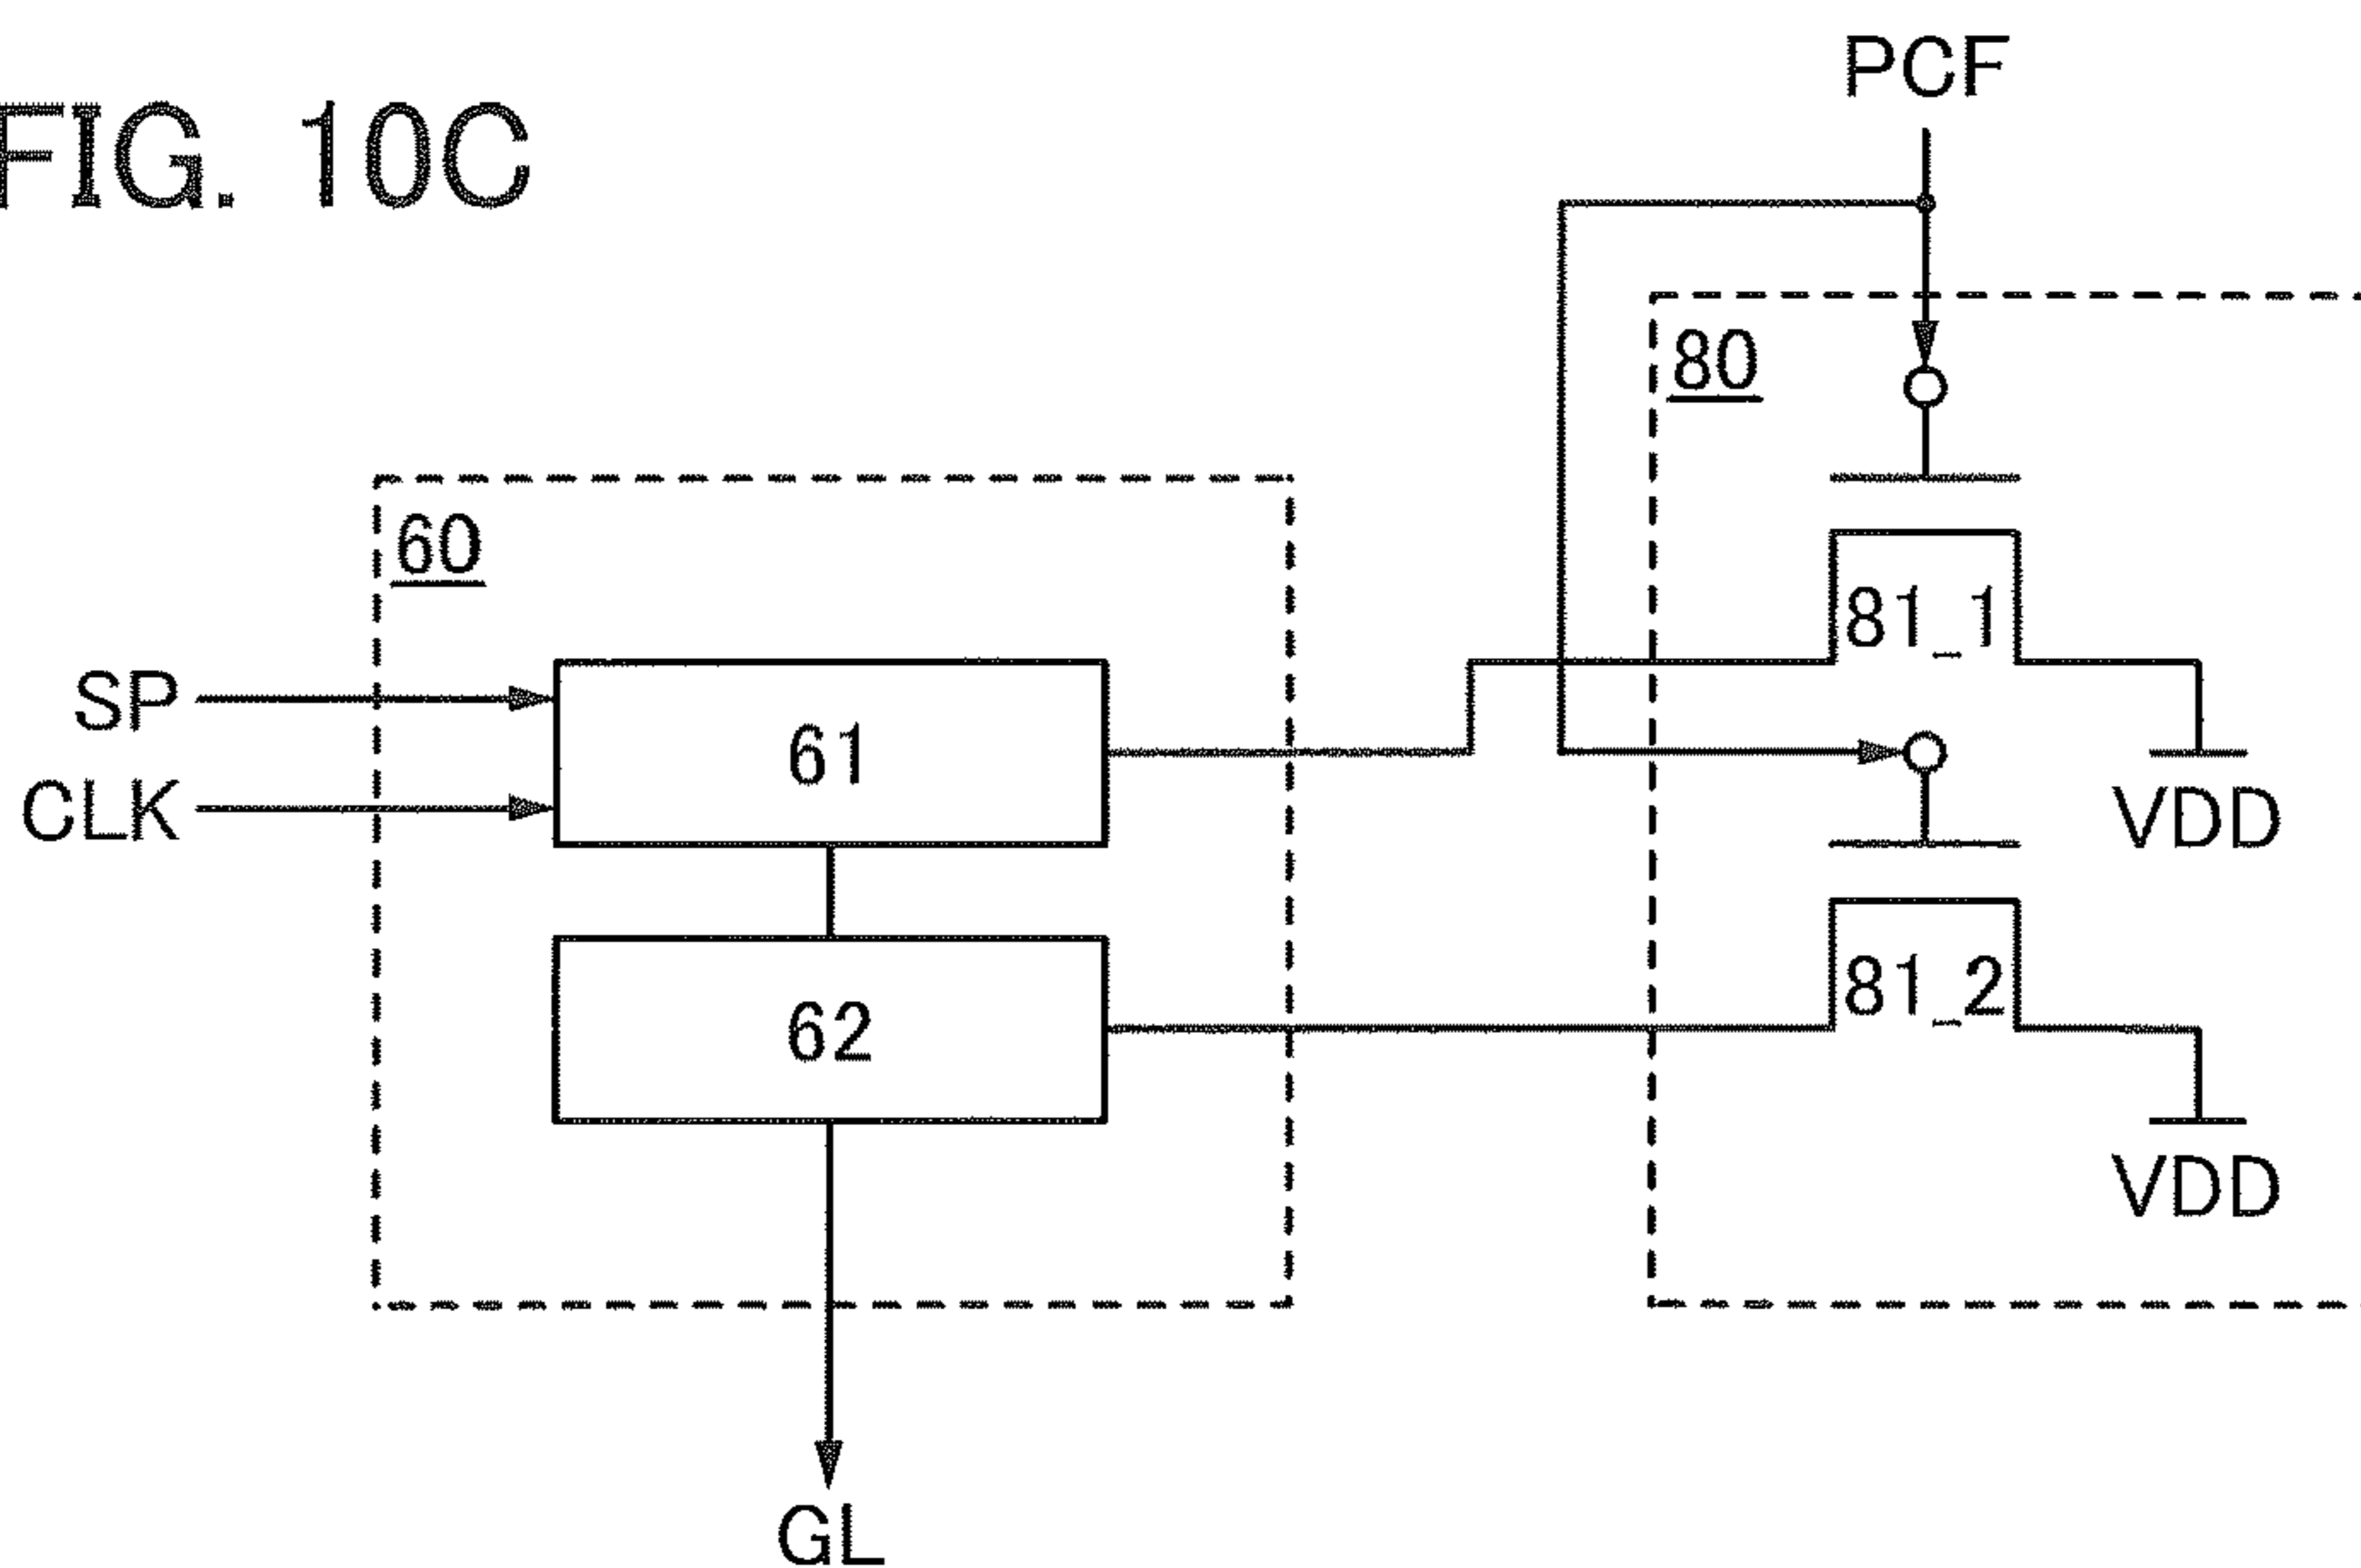 FIG. 10C
PCF
80
60
81_1
SP
61
CLK
VDD
81_2
62
VDD
GL